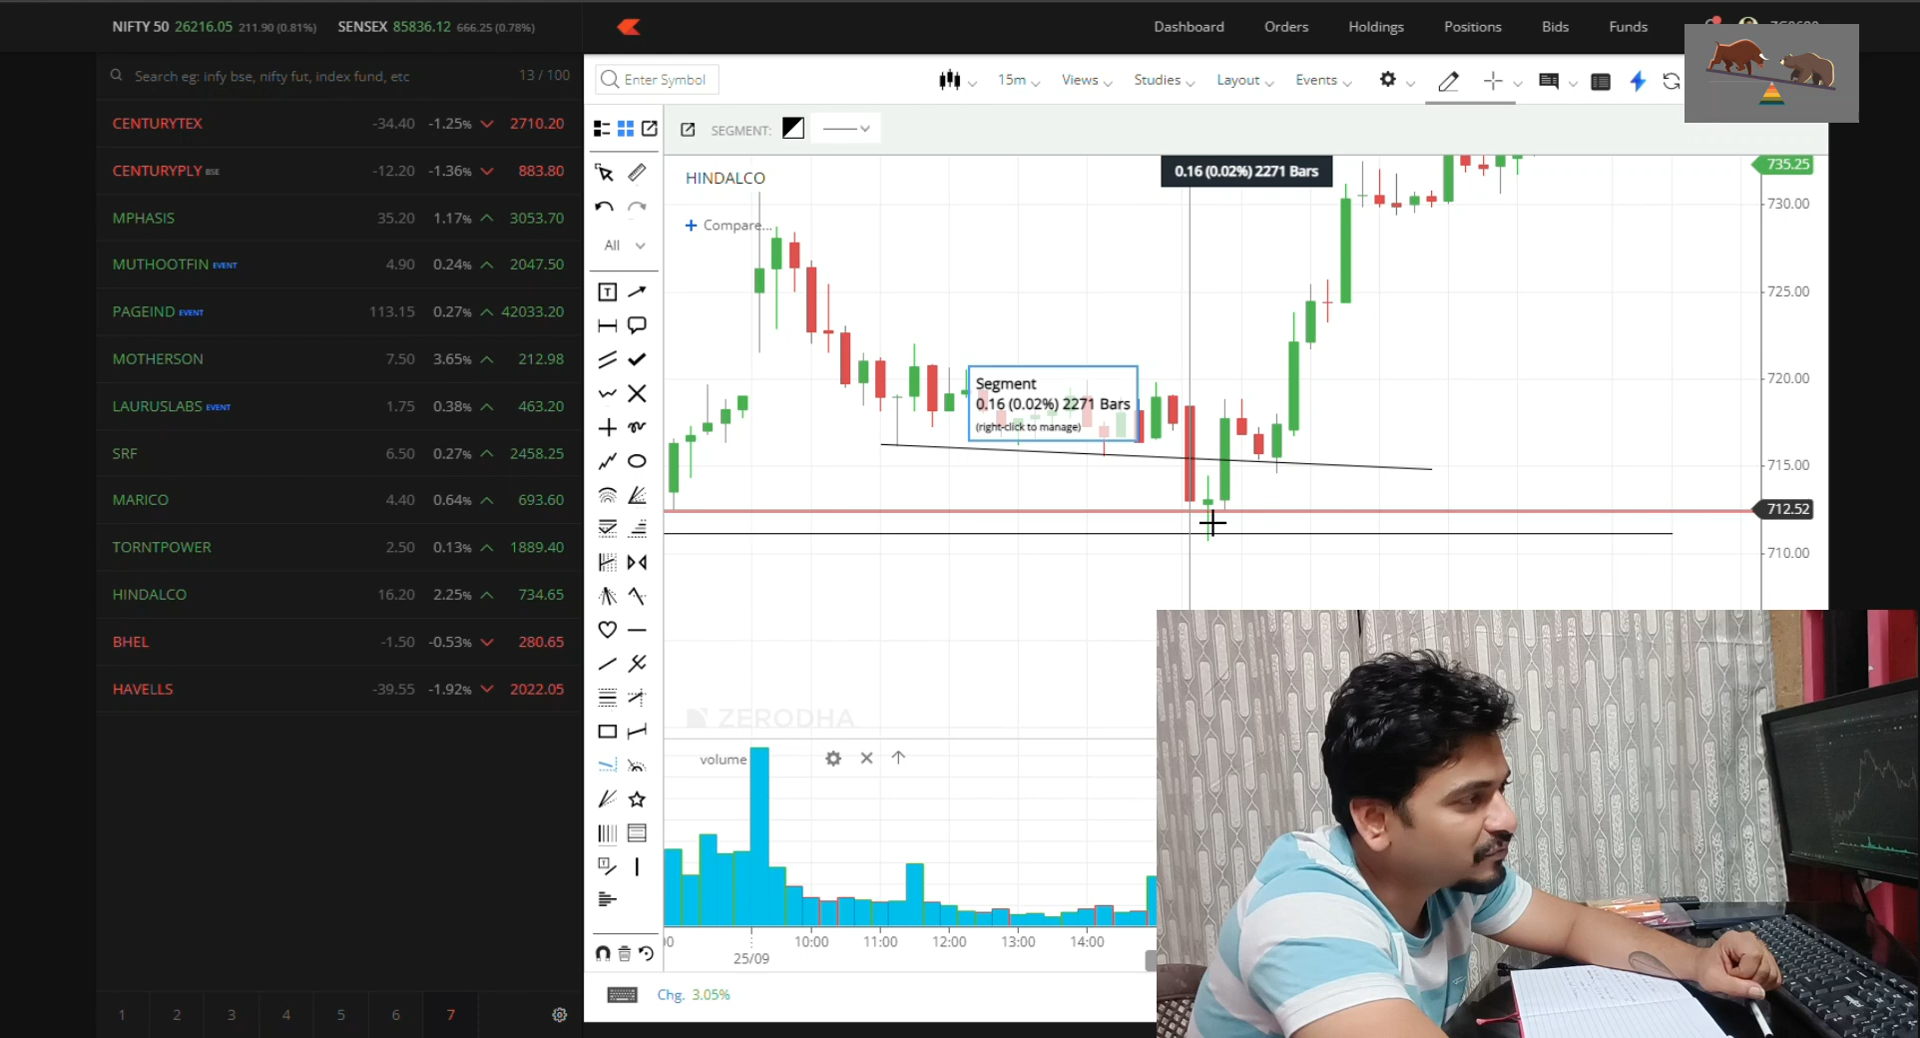 NIFTY 50 26216.05 211.90 (0.81%) SENSEX 85836.12 666.25 (0.78%)
Dashboard Orders Holdings Positions Bids Funds
Search eg: infy bse, nifty fut, index fund, etc 13 / 100
CENTURYTEX -34.40 -1.25% 2710.20
CENTURYPLY BSE -12.20 -1.36% 883.80
MPHASIS 35.20 1.17% 3053.70
MUTHOOTFIN EVENT 4.90 0.24% 2047.50
PAGEIND EVENT 113.15 0.27% 42033.20
MOTHERSON 7.50 3.65% 212.98
LAURUSLABS EVENT 1.75 0.38% 463.20
SRF 6.50 0.27% 2458.25
MARICO 4.40 0.64% 693.60
TORNTPOWER 2.50 0.13% 1889.40
HINDALCO 16.20 2.25% 734.65
BHEL -1.50 -0.53% 280.65
HAVELLS -39.55 -1.92% 2022.05
1 2 3 4 5 6 7
Enter Symbol 15m Views Studies Layout Events
SEGMENT:
All
HINDALCO
Compare...
0.16 (0.02%) 2271 Bars
Segment
0.16 (0.02%) 2271 Bars
(right-click to manage)
735.25
730.00
725.00
720.00
715.00
712.52
710.00
ZERODHA
volume
10:00 11:00 12:00 13:00 14:00
25/09
Chg. 3.05%